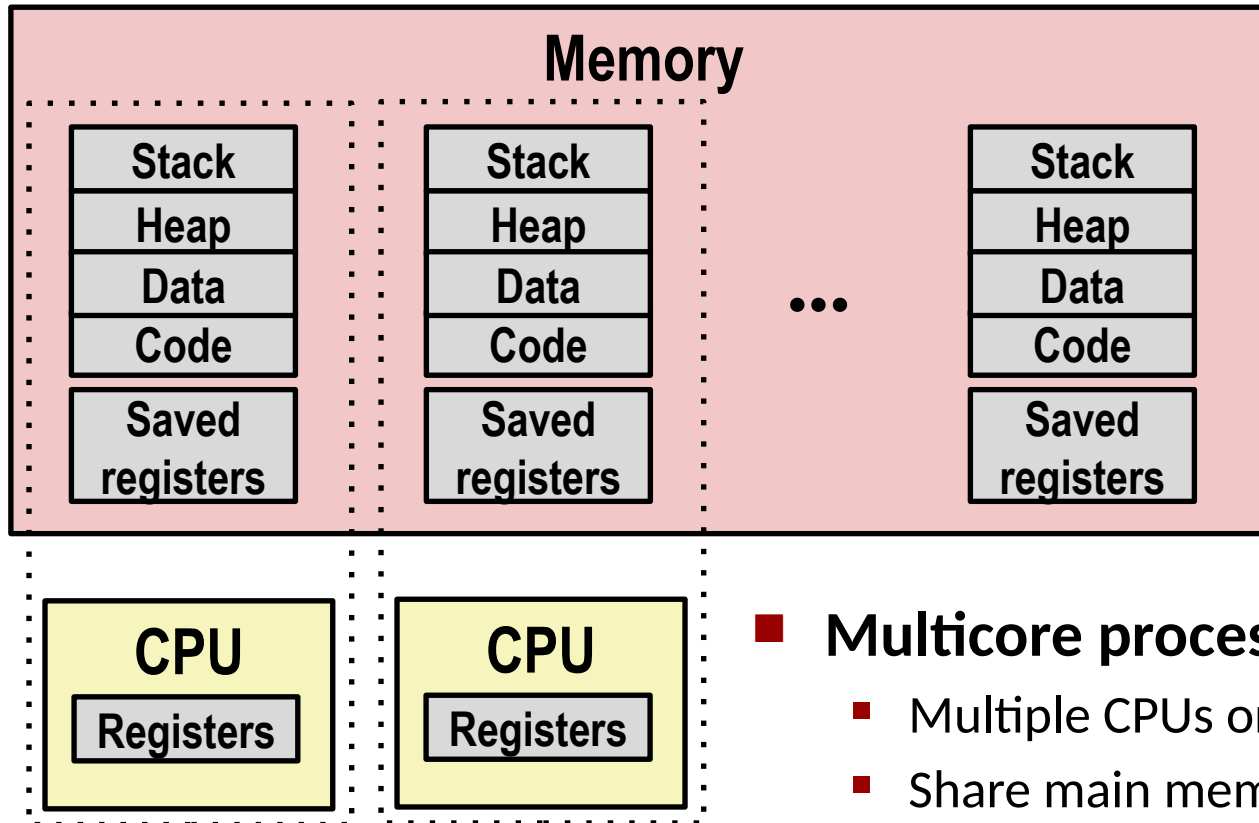 Memory
Stack
Heap
Data
Code
Saved
registers
Stack
Heap
Data
Code
Saved
registers
...
Stack
Heap
Data
Code
Saved
registers
CPU
Registers
CPU
Registers
Multicore proces
Multiple CPUs o
Share main mem